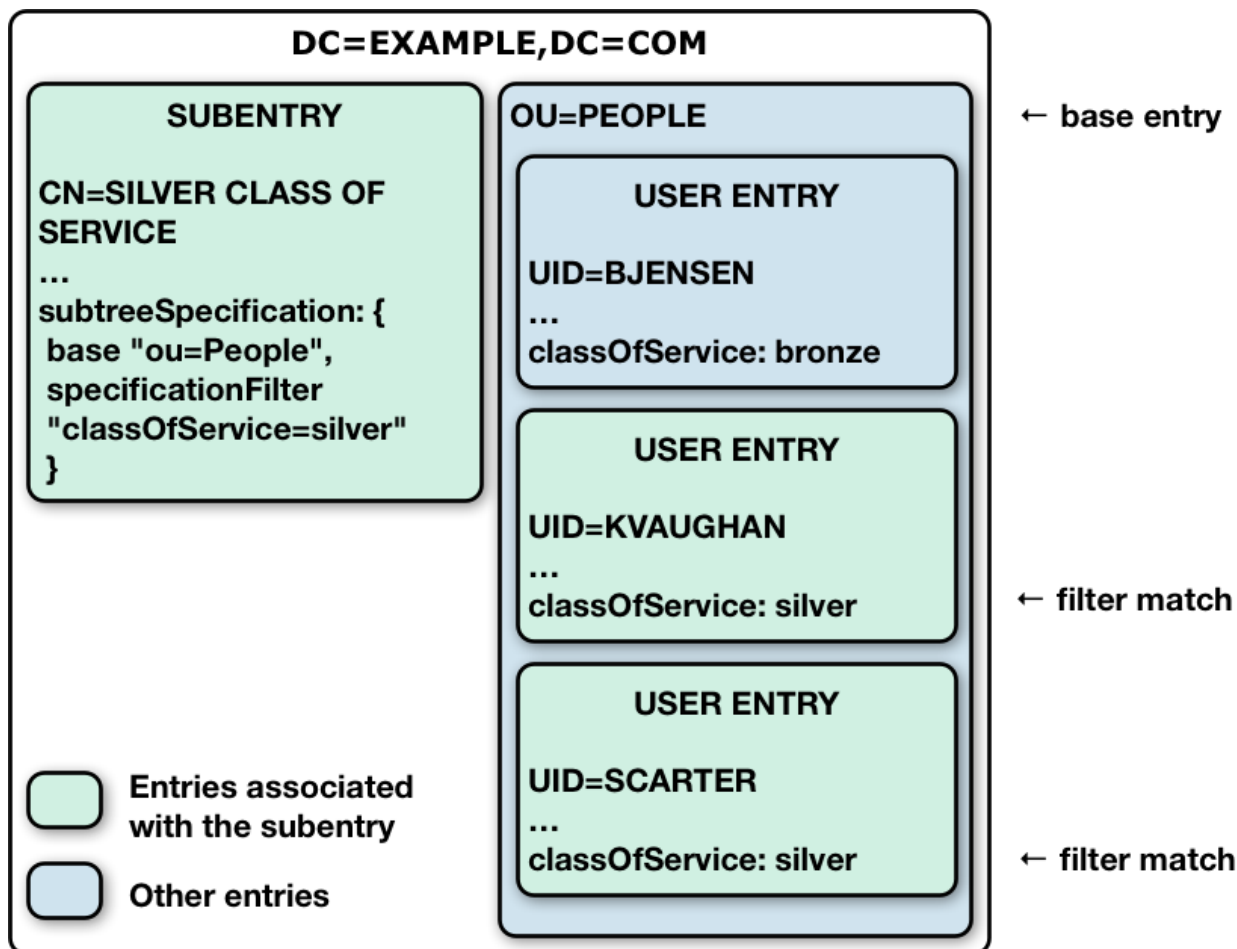 DC=EXAMPLE,DC=COM
SUBENTRY
CN=SILVER CLASS OF
SERVICE
...
subtreeSpecification: {
base "ou=People",
specificationFilter
"classOfService=silver"
}
OU=PEOPLE
← base entry
USER ENTRY
UID=BJENSEN
...
classOfService: bronze
USER ENTRY
UID=KVAUGHAN
...
classOfService: silver
← filter match
USER ENTRY
UID=SCARTER
...
classOfService: silver
← filter match
Entries associated
with the subentry
Other entries